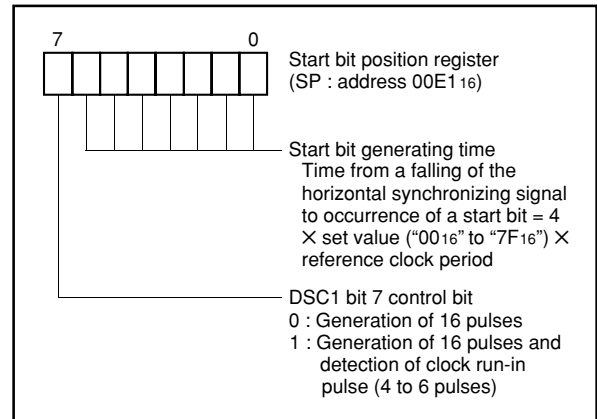 7 0
Start bit position register
(SP : address 00E116)
Start bit generating time
Time from a falling of the
horizontal synchronizing signal
to occurrence of a start bit = 4
× set value (“0016” to “7F16”) ×
reference clock period
DSC1 bit 7 control bit
0 : Generation of 16 pulses
1 : Generation of 16 pulses and
detection of clock run-in
pulse (4 to 6 pulses)